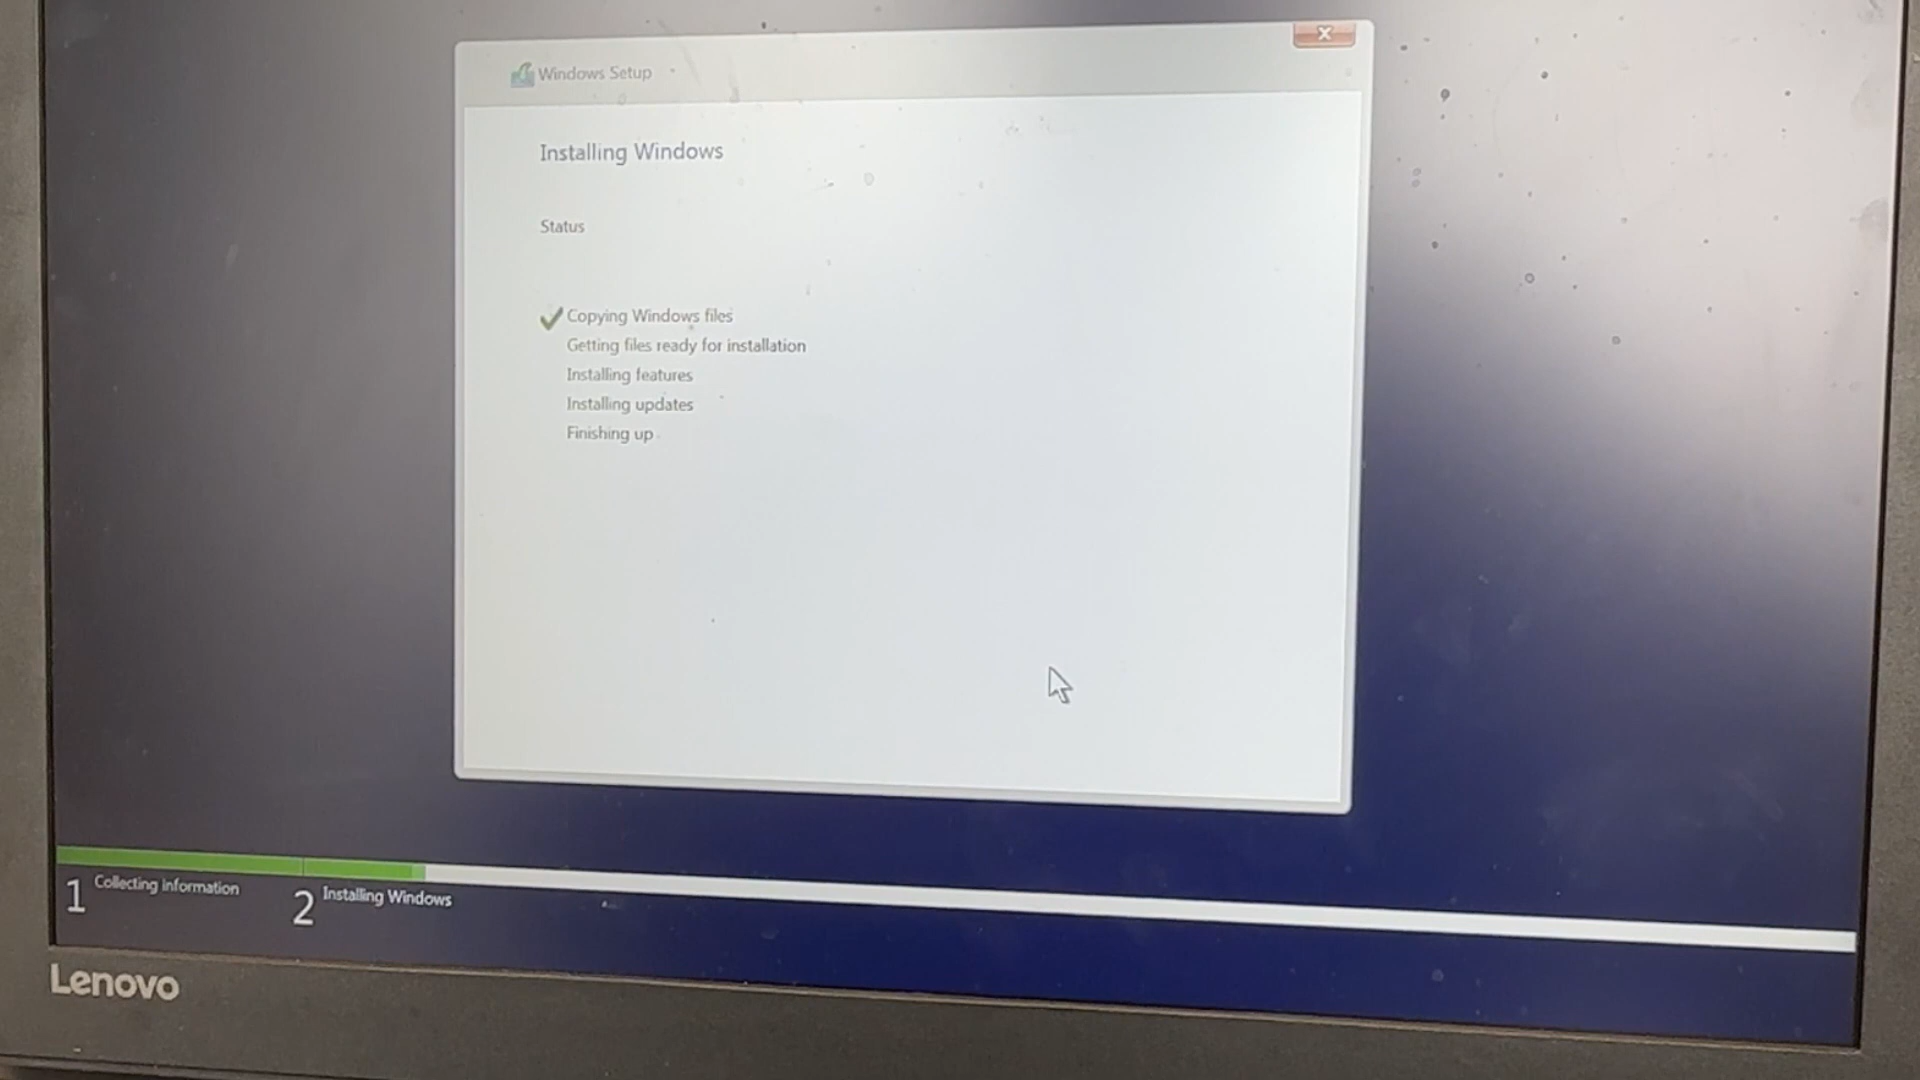 Windows Setup
Installing Windows
Status
Copying Windows files
Getting files ready for installation
Installing features
Installing updates
Finishing up
1 Collecting information
2 Installing Windows
Lenovo